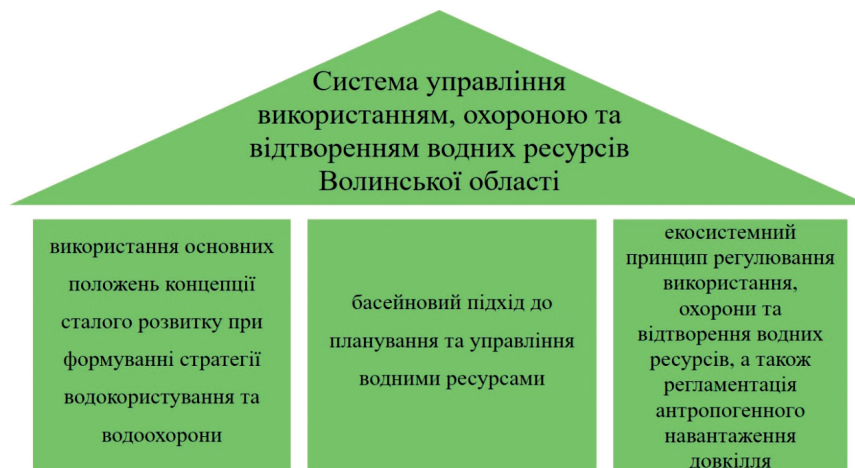 Система управління
використанням, охороною та
відтворенням водних ресурсів
Волинської області
використання основних
положень концепції
сталого розвитку при
формуванні стратегії
водокористування та
водоохорони
басейновий підхід до
планування та управління
водними ресурсами
екосистемний
принцип регулювання
використання,
охорони та
відтворення водних
ресурсів, а також
регламентація
антропогенного
навантаження
довкілля